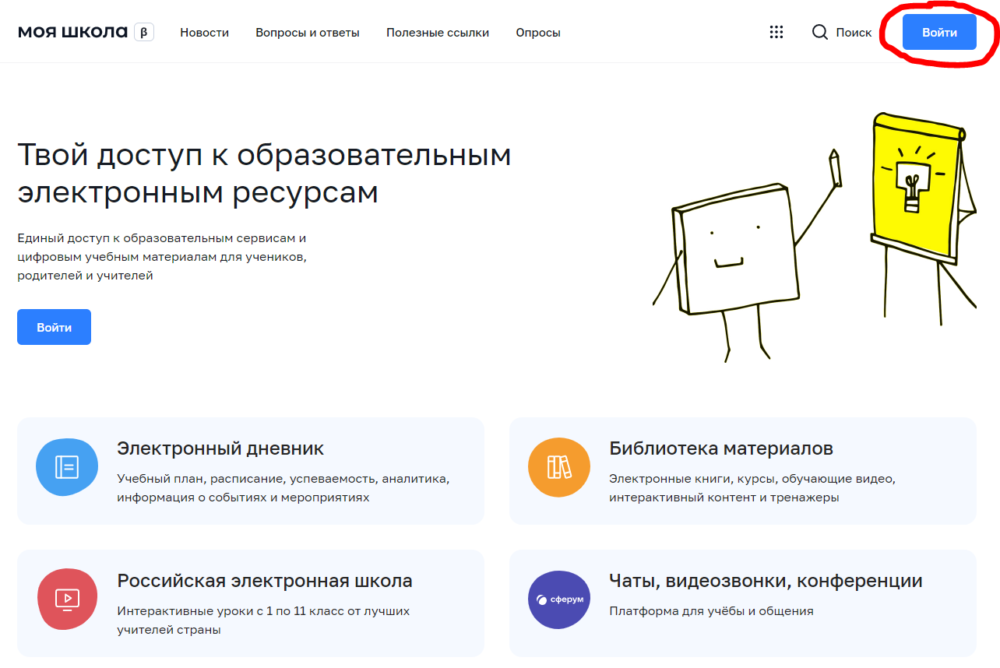 моя школа β
Новости
Вопросы и ответы
Полезные ссылки
Опросы
Поиск
Войти
Твой доступ к образовательным
электронным ресурсам
Единый доступ к образовательным сервисам и
цифровым учебным материалам для учеников,
родителей и учителей
Войти
Электронный дневник
Учебный план, расписание, успеваемость, аналитика,
информация о событиях и мероприятиях
Библиотека материалов
Электронные книги, курсы, обучающие видео,
интерактивный контент и тренажеры
Российская электронная школа
Интерактивные уроки с 1 по 11 класс от лучших
учителей страны
сферум
Чаты, видеозвонки, конференции
Платформа для учёбы и общения